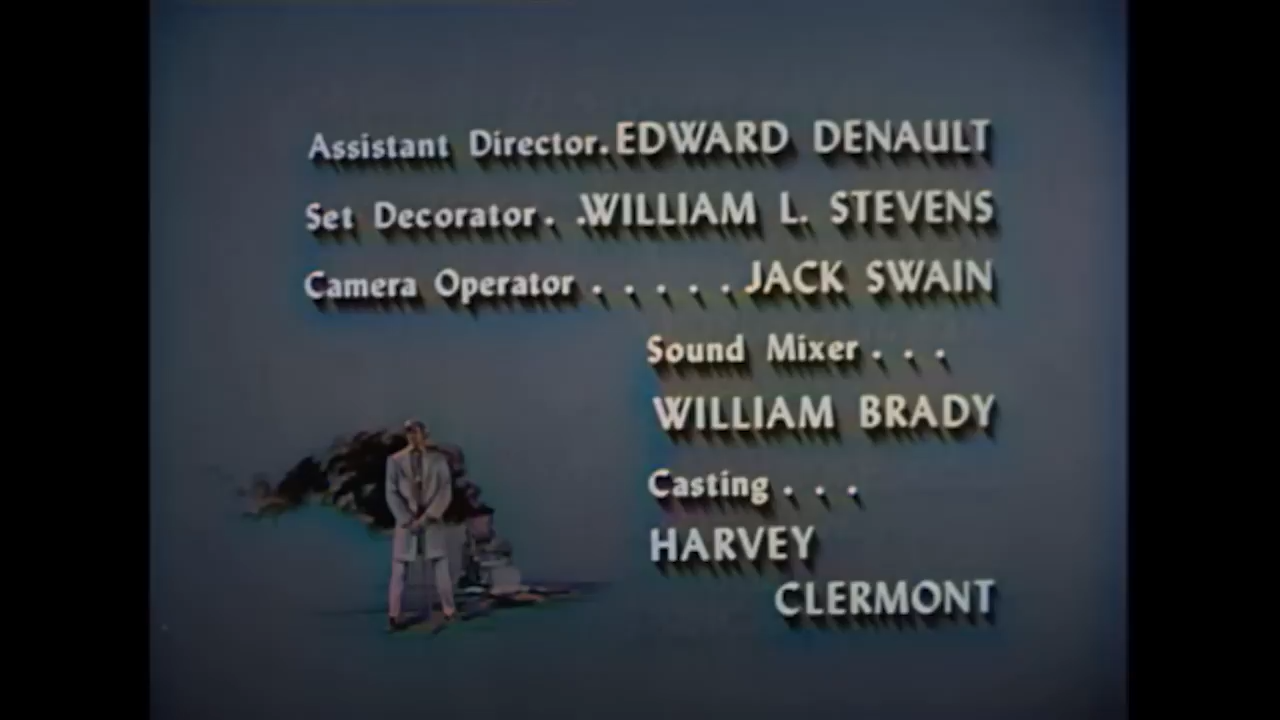 Assistant Director.EDWARD DENAULT
Set Decorator. .WILLIAM L. STEVENS
Camera Operator . . . . . JACK SWAIN
Sound Mixer . . .
WILLIAM BRADY
Casting . . .
HARVEY
CLERMONT